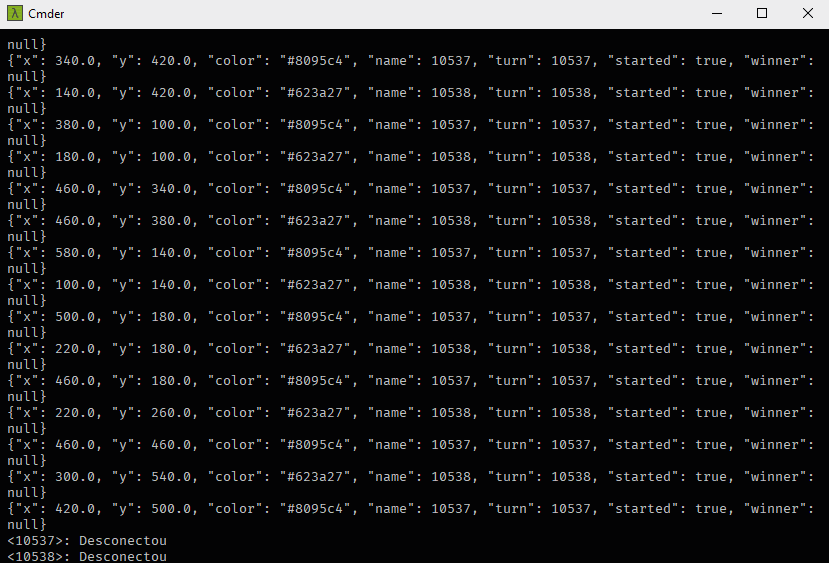 Cmder
null}
{"x": 340.0, "y": 420.0, "color": "#8095c4", "name": 10537, "turn": 10537, "started": true, "winner":
null}
{"x": 140.0, "y": 420.0, "color": "#623a27", "name": 10538, "turn": 10538, "started": true, "winner":
null}
{"x": 380.0, "y": 100.0, "color": "#8095c4", "name": 10537, "turn": 10537, "started": true, "winner":
null}
{"x": 180.0, "y": 100.0, "color": "#623a27", "name": 10538, "turn": 10538, "started": true, "winner":
null}
{"x": 460.0, "y": 340.0, "color": "#8095c4", "name": 10537, "turn": 10537, "started": true, "winner":
null}
{"x": 460.0, "y": 380.0, "color": "#623a27", "name": 10538, "turn": 10538, "started": true, "winner":
null}
{"x": 580.0, "y": 140.0, "color": "#8095c4", "name": 10537, "turn": 10537, "started": true, "winner":
null}
{"x": 100.0, "y": 140.0, "color": "#623a27", "name": 10538, "turn": 10538, "started": true, "winner":
null}
{"x": 500.0, "y": 180.0, "color": "#8095c4", "name": 10537, "turn": 10537, "started": true, "winner":
null}
{"x": 220.0, "y": 180.0, "color": "#623a27", "name": 10538, "turn": 10538, "started": true, "winner":
null}
{"x": 460.0, "y": 180.0, "color": "#8095c4", "name": 10537, "turn": 10537, "started": true, "winner":
null}
{"x": 220.0, "y": 260.0, "color": "#623a27", "name": 10538, "turn": 10538, "started": true, "winner":
null}
{"x": 460.0, "y": 460.0, "color": "#8095c4", "name": 10537, "turn": 10537, "started": true, "winner":
null}
{"x": 300.0, "y": 540.0, "color": "#623a27", "name": 10538, "turn": 10538, "started": true, "winner":
null}
{"x": 420.0, "y": 500.0, "color": "#8095c4", "name": 10537, "turn": 10537, "started": true, "winner":
null}
<10537>: Desconectou
<10538>: Desconectou